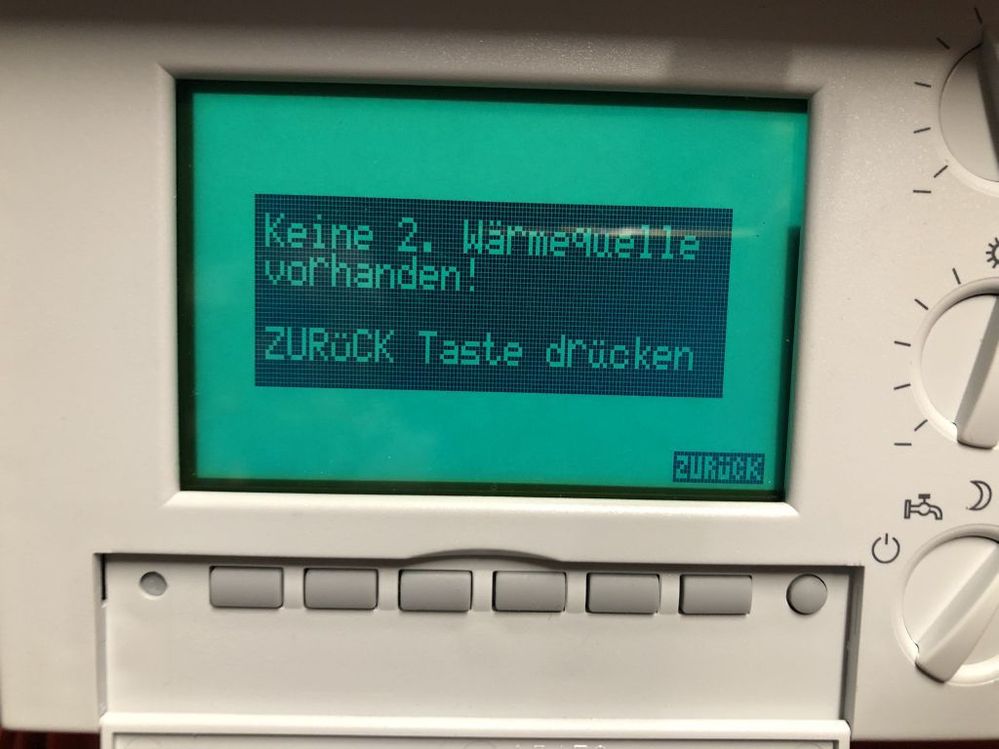 Keine 2. Wärmequelle
vorhanden!
ZURüCK Taste drücken
ZURüCK